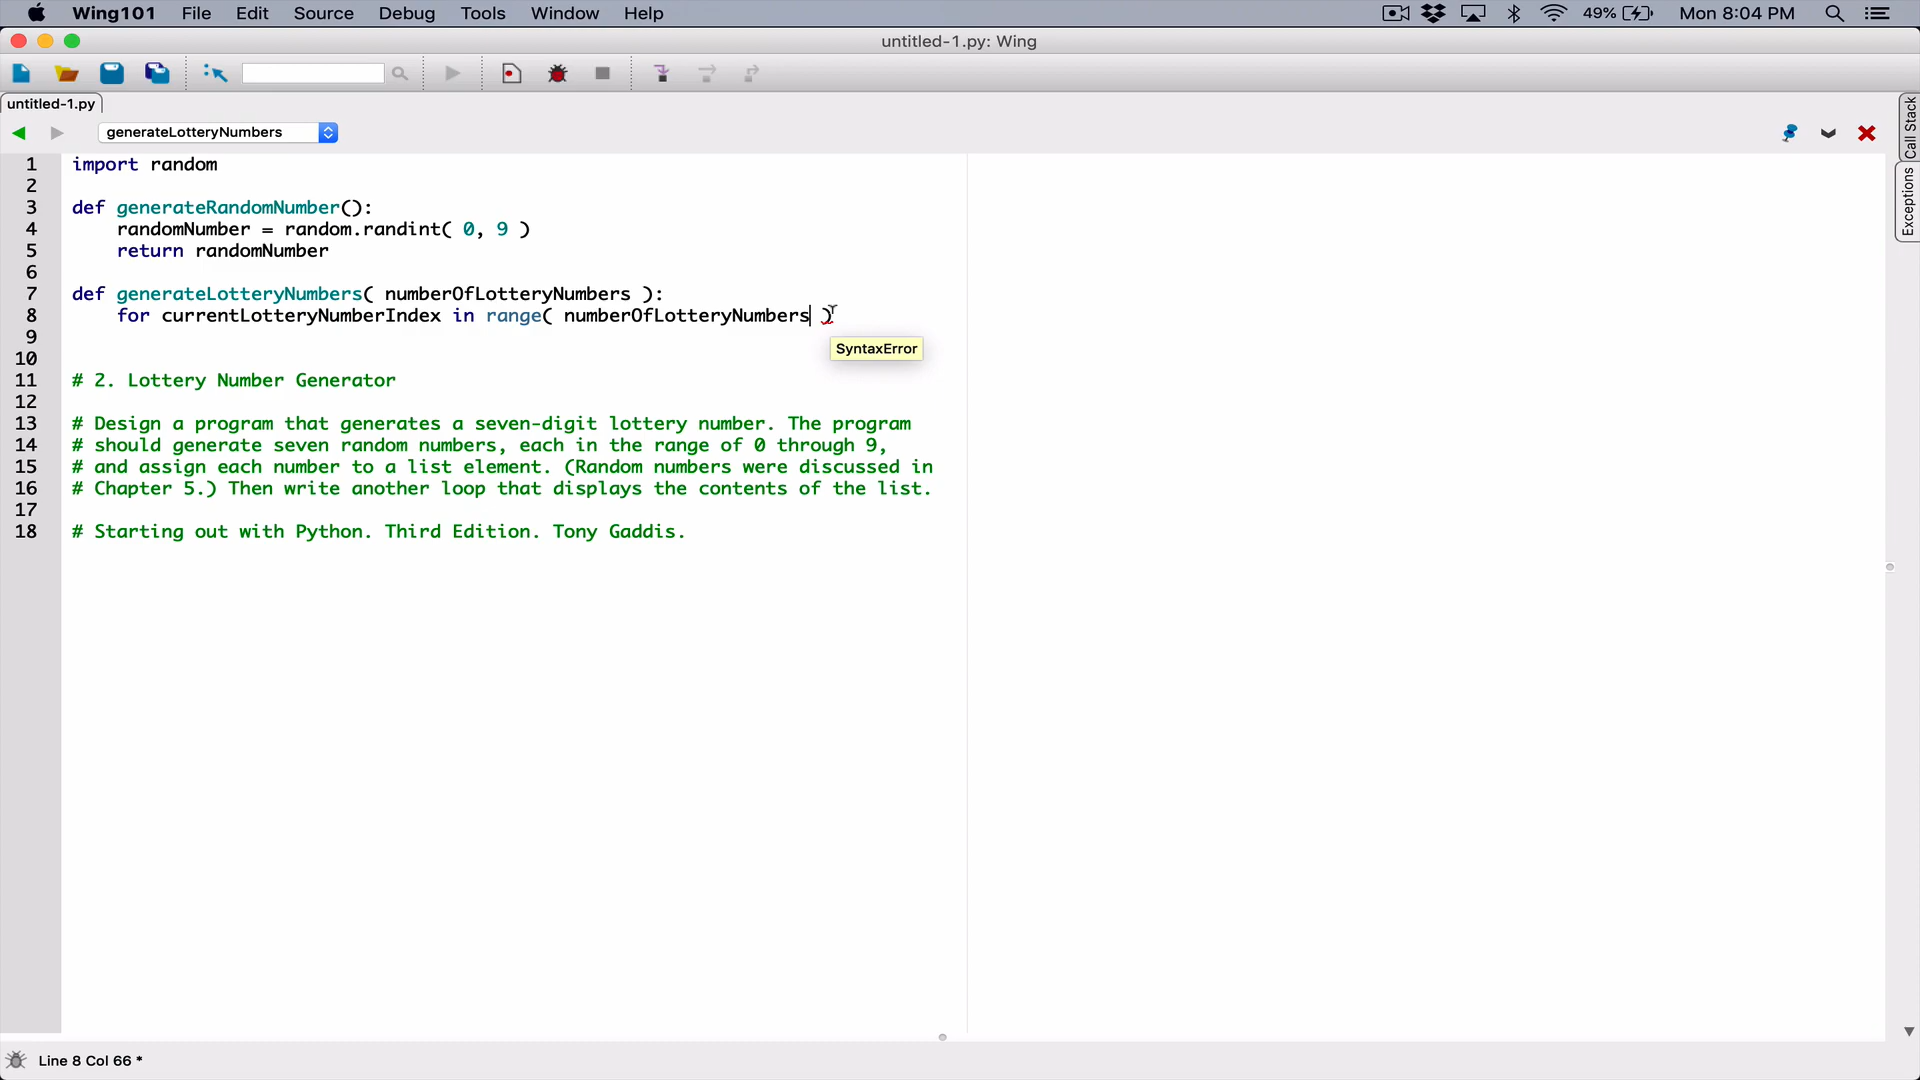 Wing101 File Edit Source Debug Tools Window Help 49% Mon 8:04 PM
untitled-1.py: Wing
untitled-1.py
generateLotteryNumbers
Call Stack
Exceptions
1 import random
2
3 def generateRandomNumber():
4 randomNumber = random.randint( 0, 9 )
5 return randomNumber
6
7 def generateLotteryNumbers( numberOfLotteryNumbers ):
8 for currentLotteryNumberIndex in range( numberOfLotteryNumbers )
9
SyntaxError
10
11 # 2. Lottery Number Generator
12
13 # Design a program that generates a seven-digit lottery number. The program
14 # should generate seven random numbers, each in the range of 0 through 9,
15 # and assign each number to a list element. (Random numbers were discussed in
16 # Chapter 5.) Then write another loop that displays the contents of the list.
17
18 # Starting out with Python. Third Edition. Tony Gaddis.
Line 8 Col 66 *